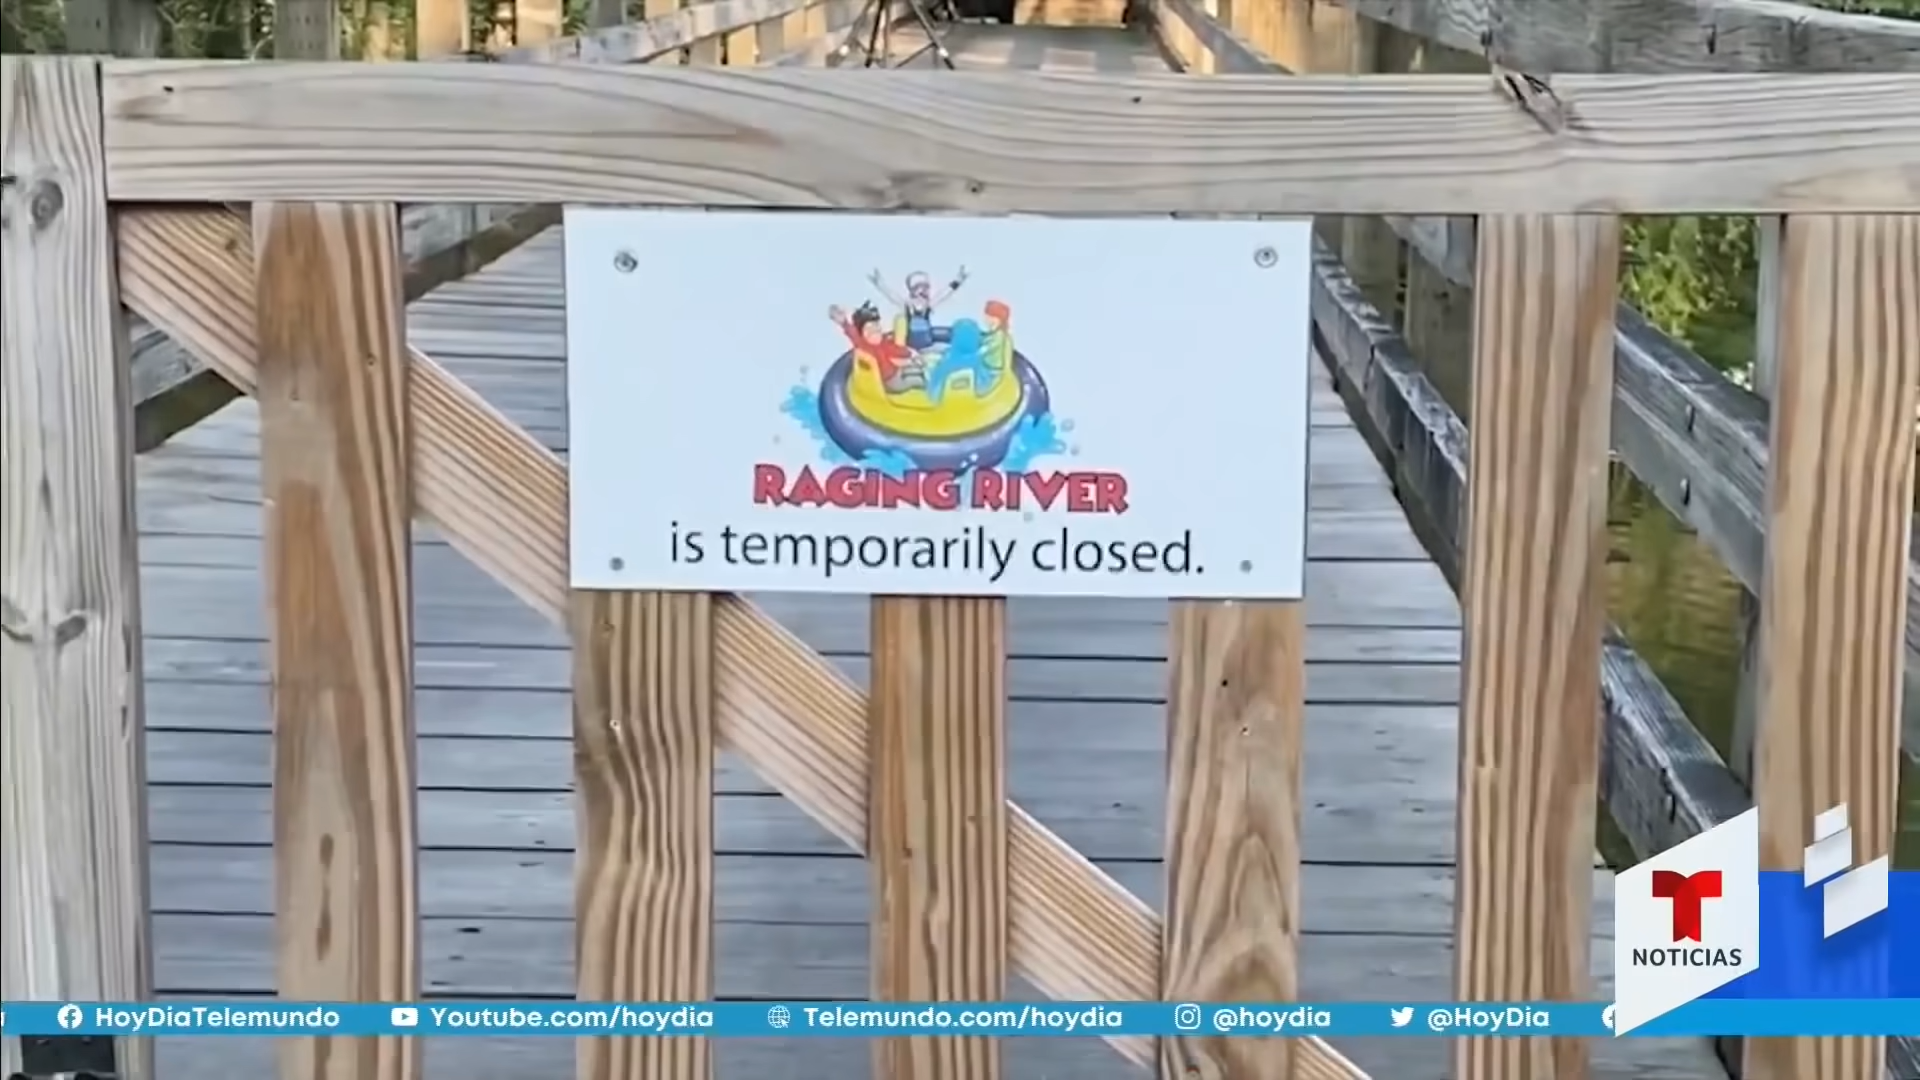 RAGING RIVER
is temporarily closed.
T
NOTICIAS
HoyDiaTelemundo Youtube.com/hoydia Telemundo.com/hoydia @hoydia @HoyDia